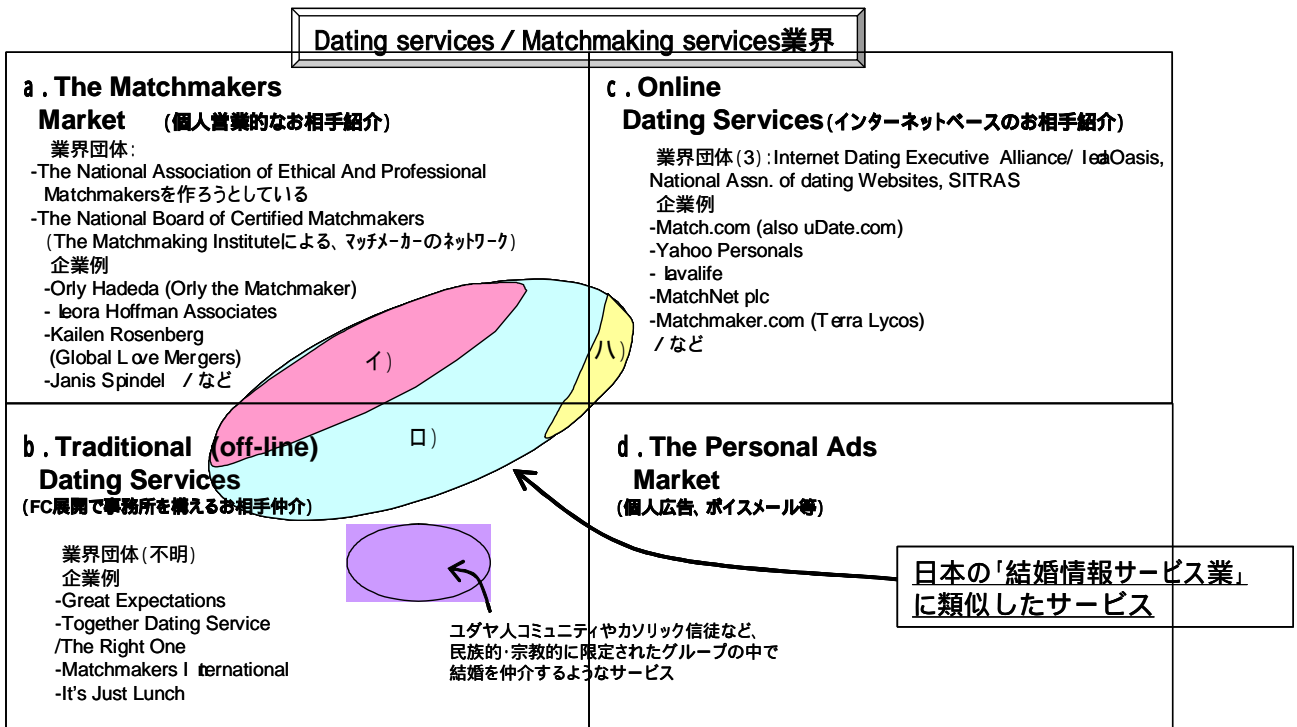 Dating services / Matchmaking services業界
a . The Matchmakers
Market (個人営業的なお相手紹介)
業界団体:
-The National Association of Ethical And Professional
Matchmakersを作ろうとしている
-The National Board of Certified Matchmakers
(The Matchmaking Instituteによる、マッチメーカーのネットワーク)
企業例
-Orly Hadeda (Orly the Matchmaker)
- Leora Hoffman Associates
-Kailen Rosenberg
(Global Love Mergers)
-Janis Spindel / など
イ)
c . Online
Dating Services (インターネットベースのお相手紹介)
業界団体(3) : Internet Dating Executive Alliance/ Oasis,
National Assn. of dating Websites, SITRAS
企業例
-Match.com (also uDate.com)
-Yahoo Personals
- lavalife
-MatchNet plc
-Matchmaker.com (Terra Lycos)
/ など
ハ)
b . Traditional (off-line)
Dating Services
(FC展開で事務所を構えるお相手仲介)
ロ)
業界団体(不明)
企業例
-Great Expectations
-Together Dating Service
/The Right One
-Matchmakers International
-It's Just Lunch
ユダヤ人コミュニティやカソリック信徒など、
民族的・宗教的に限定されたグループの中で
結婚を仲介するようなサービス
d . The Personal Ads
Market
(個人広告、ボイスメール等)
日本の「結婚情報サービス業」
に類似したサービス